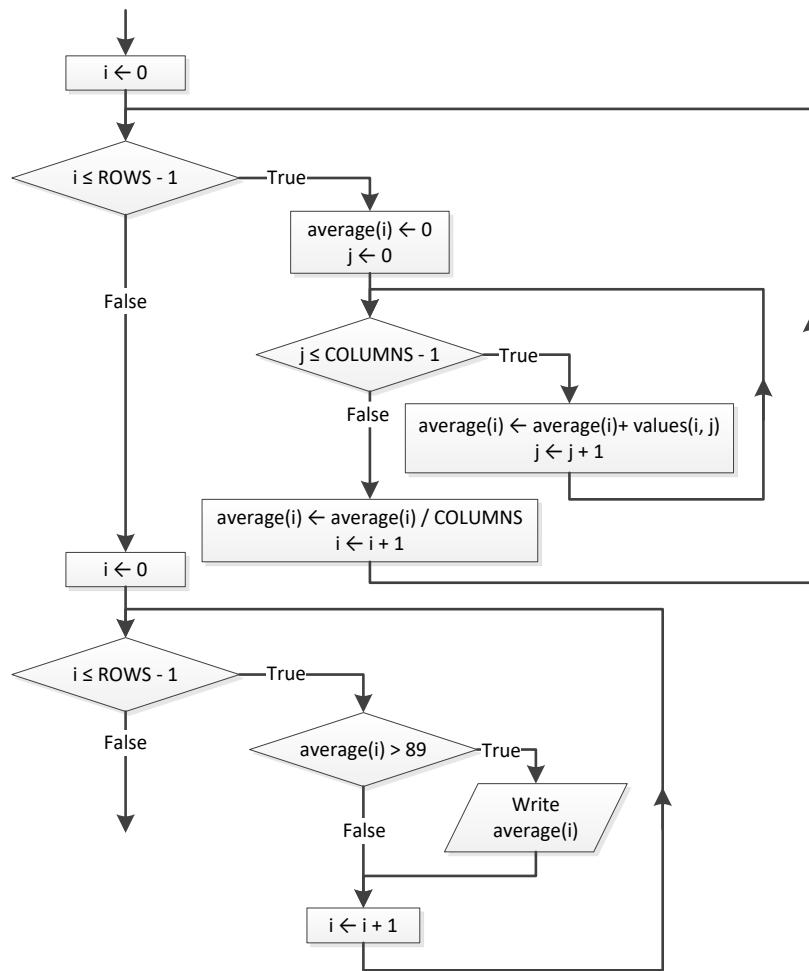 i ← 0
i ≤ ROWS - 1
True
average(i) ← 0
j ← 0
False
j ≤ COLUMNS - 1
True
False
average(i) ← average(i)+ values(i, j)
j ← j + 1
average(i) ← average(i) / COLUMNS
i ← i + 1
i ← 0
i ≤ ROWS - 1
True
False
average(i) > 89
True
Write
average(i)
False
i ← i + 1